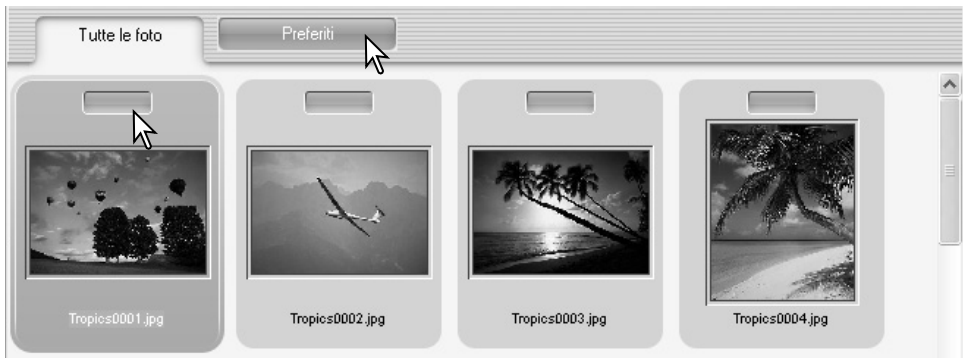 Tutte le foto
Preferiti
Tropics0001.jpg
Tropics0002.jpg
Tropics0003.jpg
Tropics0004.jpg